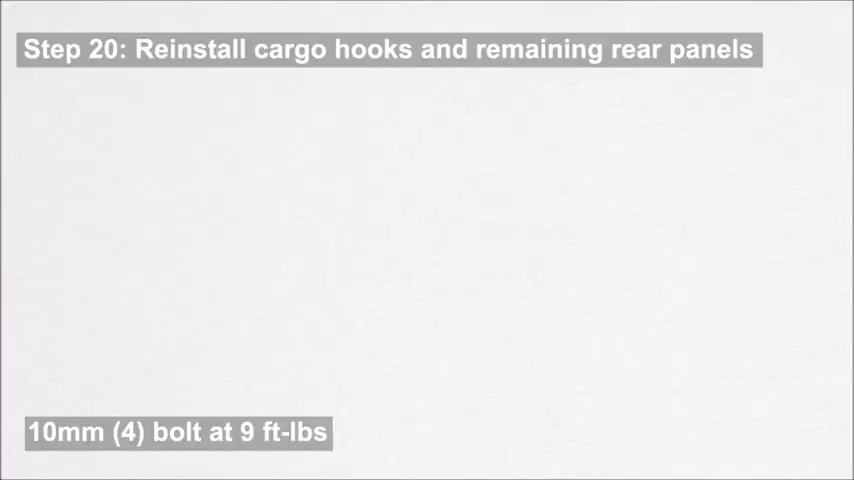 Step 20: Reinstall cargo hooks and remaining rear panels
10mm (4) bolt at 9 ft-lbs